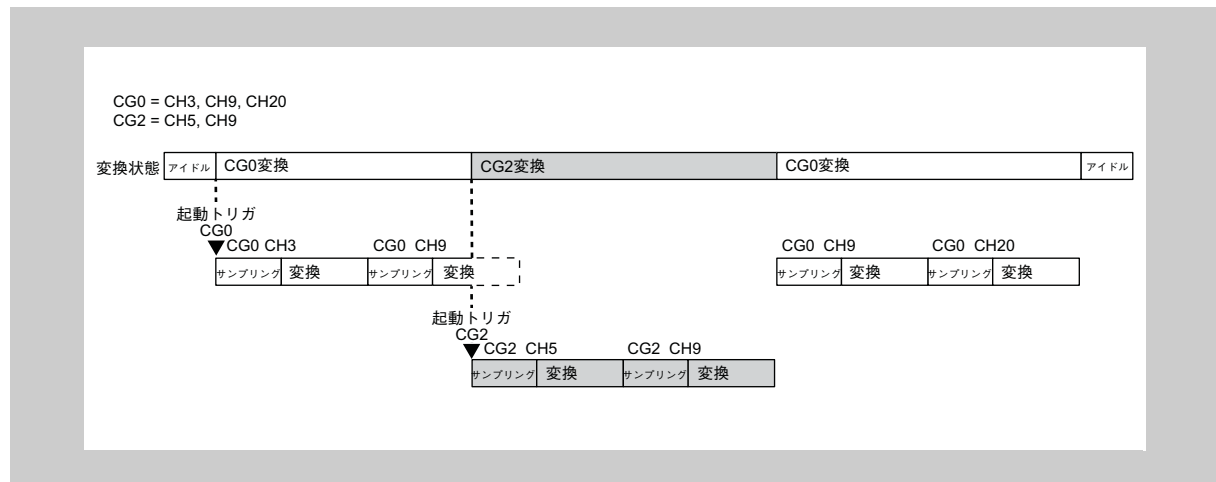 CG0 = CH3, CH9, CH20
CG2 = CH5, CH9
変換状態 アイドル CG0変換 CG2変換 CG0変換 アイドル
起動トリガ
CG0
CG0 CH3 CG0 CH9 CG0 CH9 CG0 CH20
サンプリング 変換 サンプリング 変換 サンプリング 変換 サンプリング 変換
起動トリガ
CG2
CG2 CH5 CG2 CH9
サンプリング 変換 サンプリング 変換